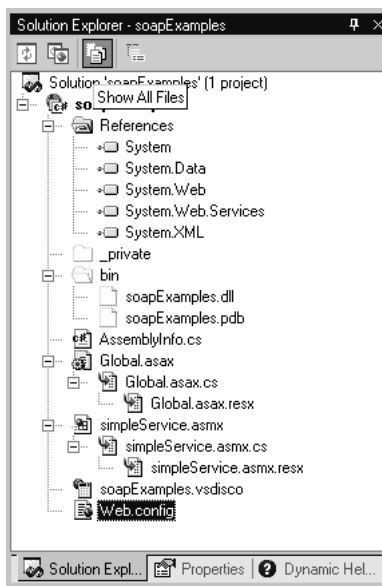 Solution Explorer - soapExamples
Solution 'soapExamples' (1 project)
Show All Files
References
System
System.Data
System.Web
System.Web.Services
System.XML
_private
bin
soapExamples.dll
soapExamples.pdb
AssemblyInfo.cs
Global.asax
Global.asax.cs
Global.asax.resx
simpleService.asmx
simpleService.asmx.cs
simpleService.asmx.resx
soapExamples.vsdisco
Web.config
Solution Expl... Properties Dynamic Hel...